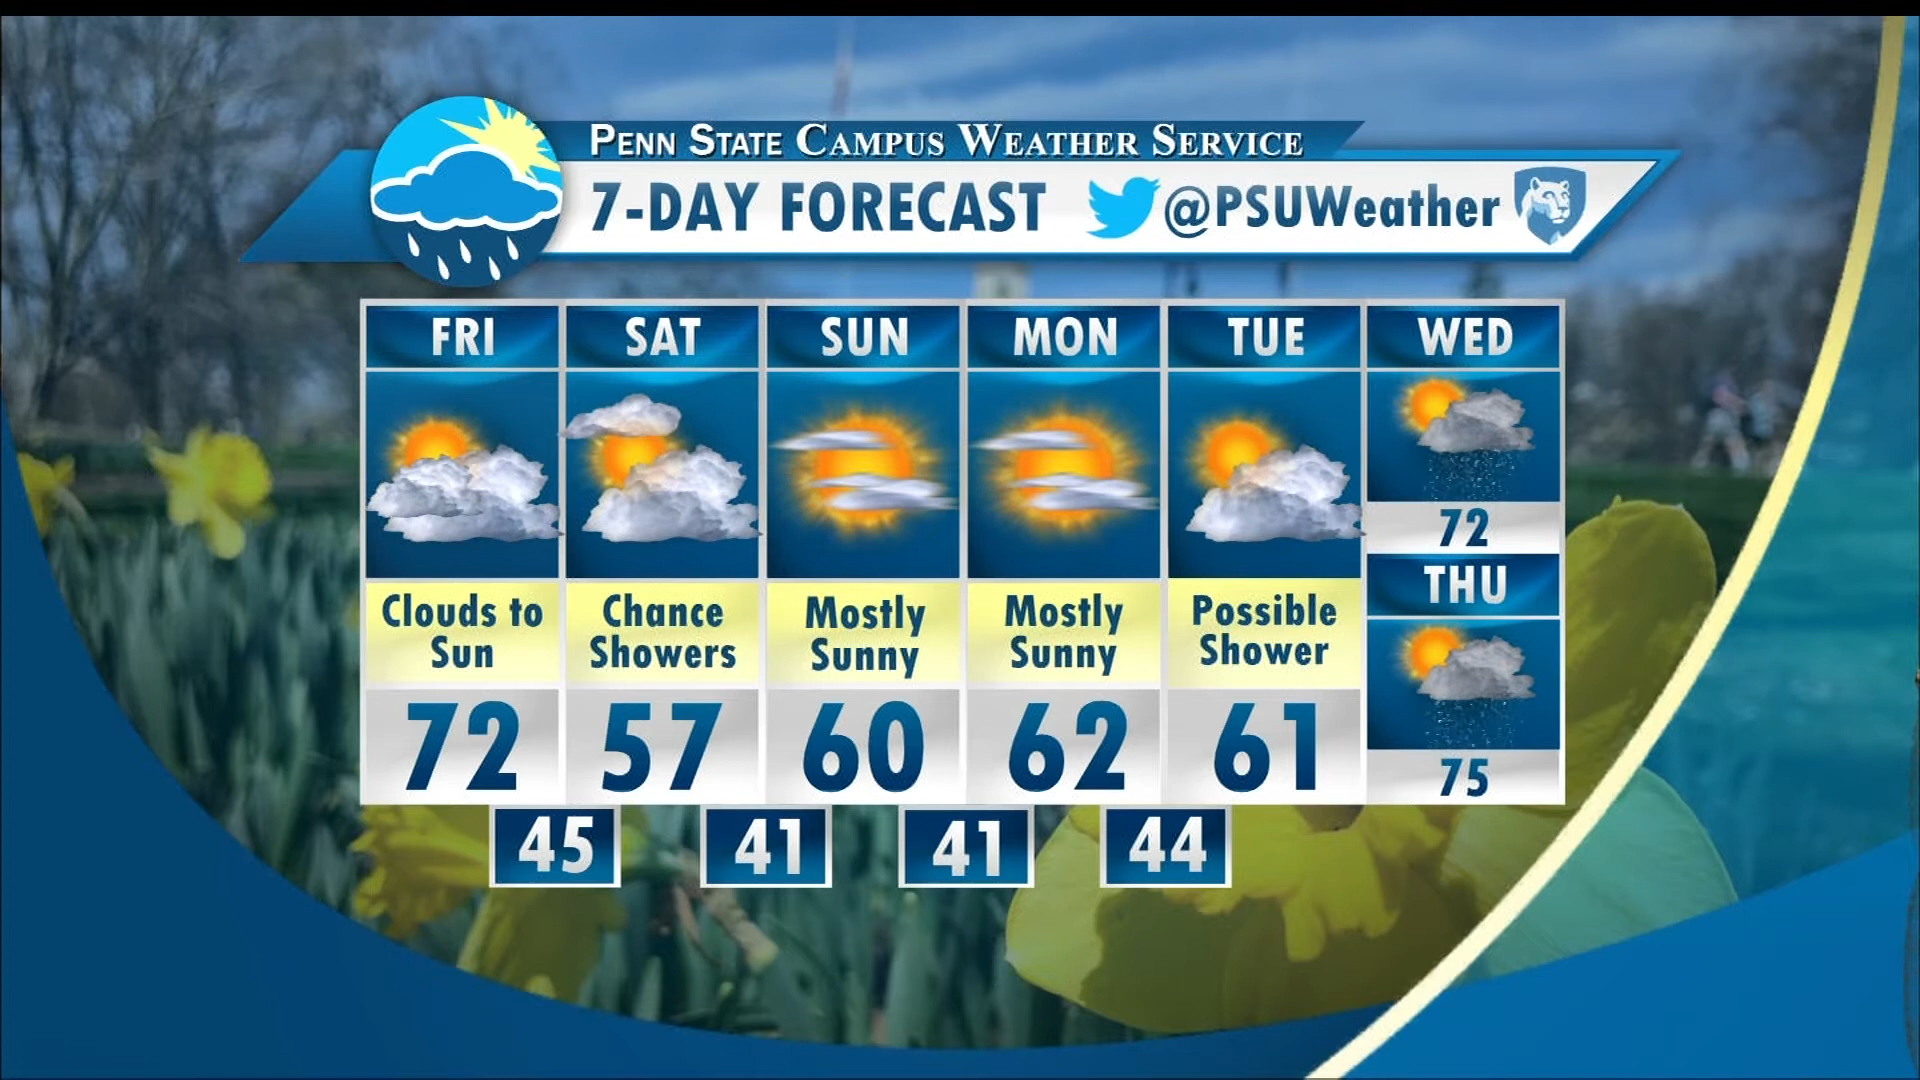 PENN STATE CAMPUS WEATHER SERVICE
7-DAY FORECAST @PSUWeather
FRI SAT SUN MON TUE WED
72
THU
Clouds to Sun
Chance Showers
Mostly Sunny
Mostly Sunny
Possible Shower
72 57 60 62 61 75
45 41 41 44